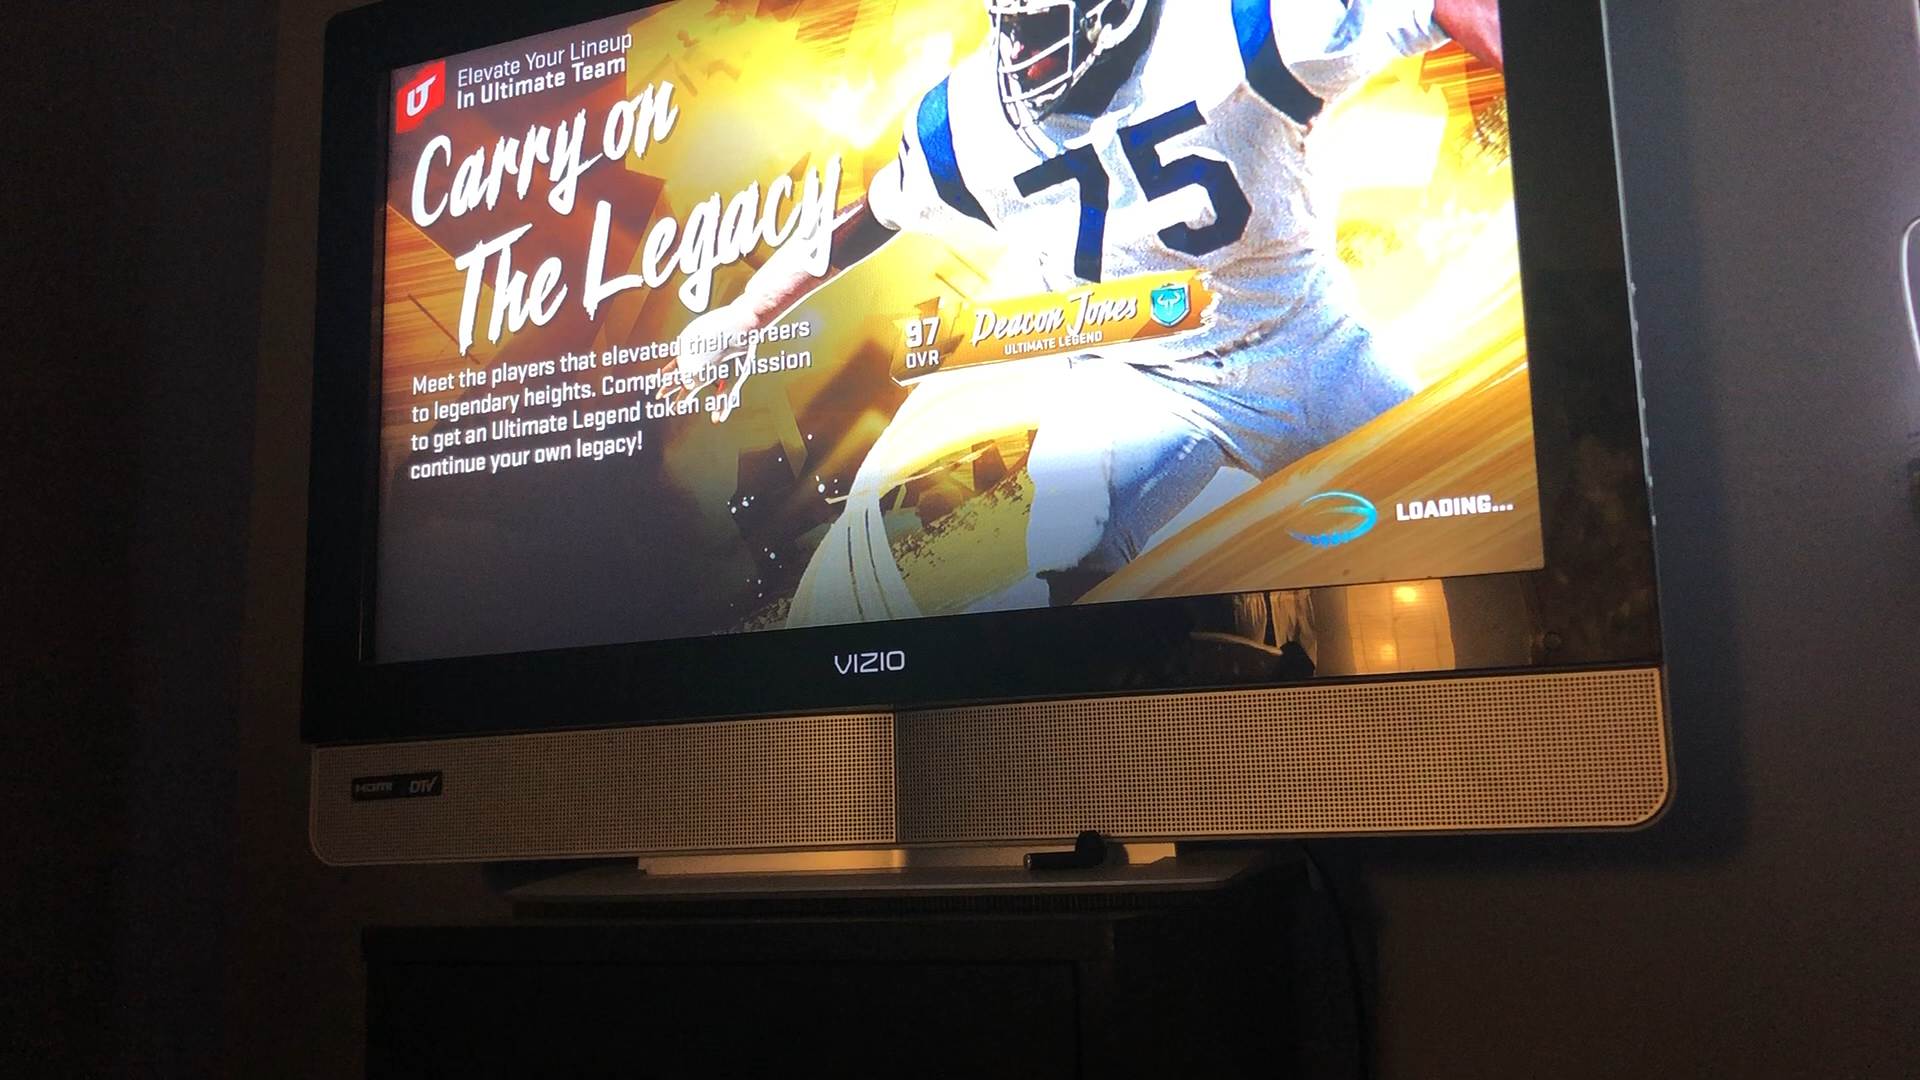 UT
Elevate Your Lineup
In Ultimate Team
Carry on
The Legacy
Meet the players that elevated their careers
to legendary heights. Complete the Mission
to get an Ultimate Legend token and
continue your own legacy!
75
97
OVR
Deacon Jones
ULTIMATE LEGEND
LOADING...
VIZIO
HDMI DTV